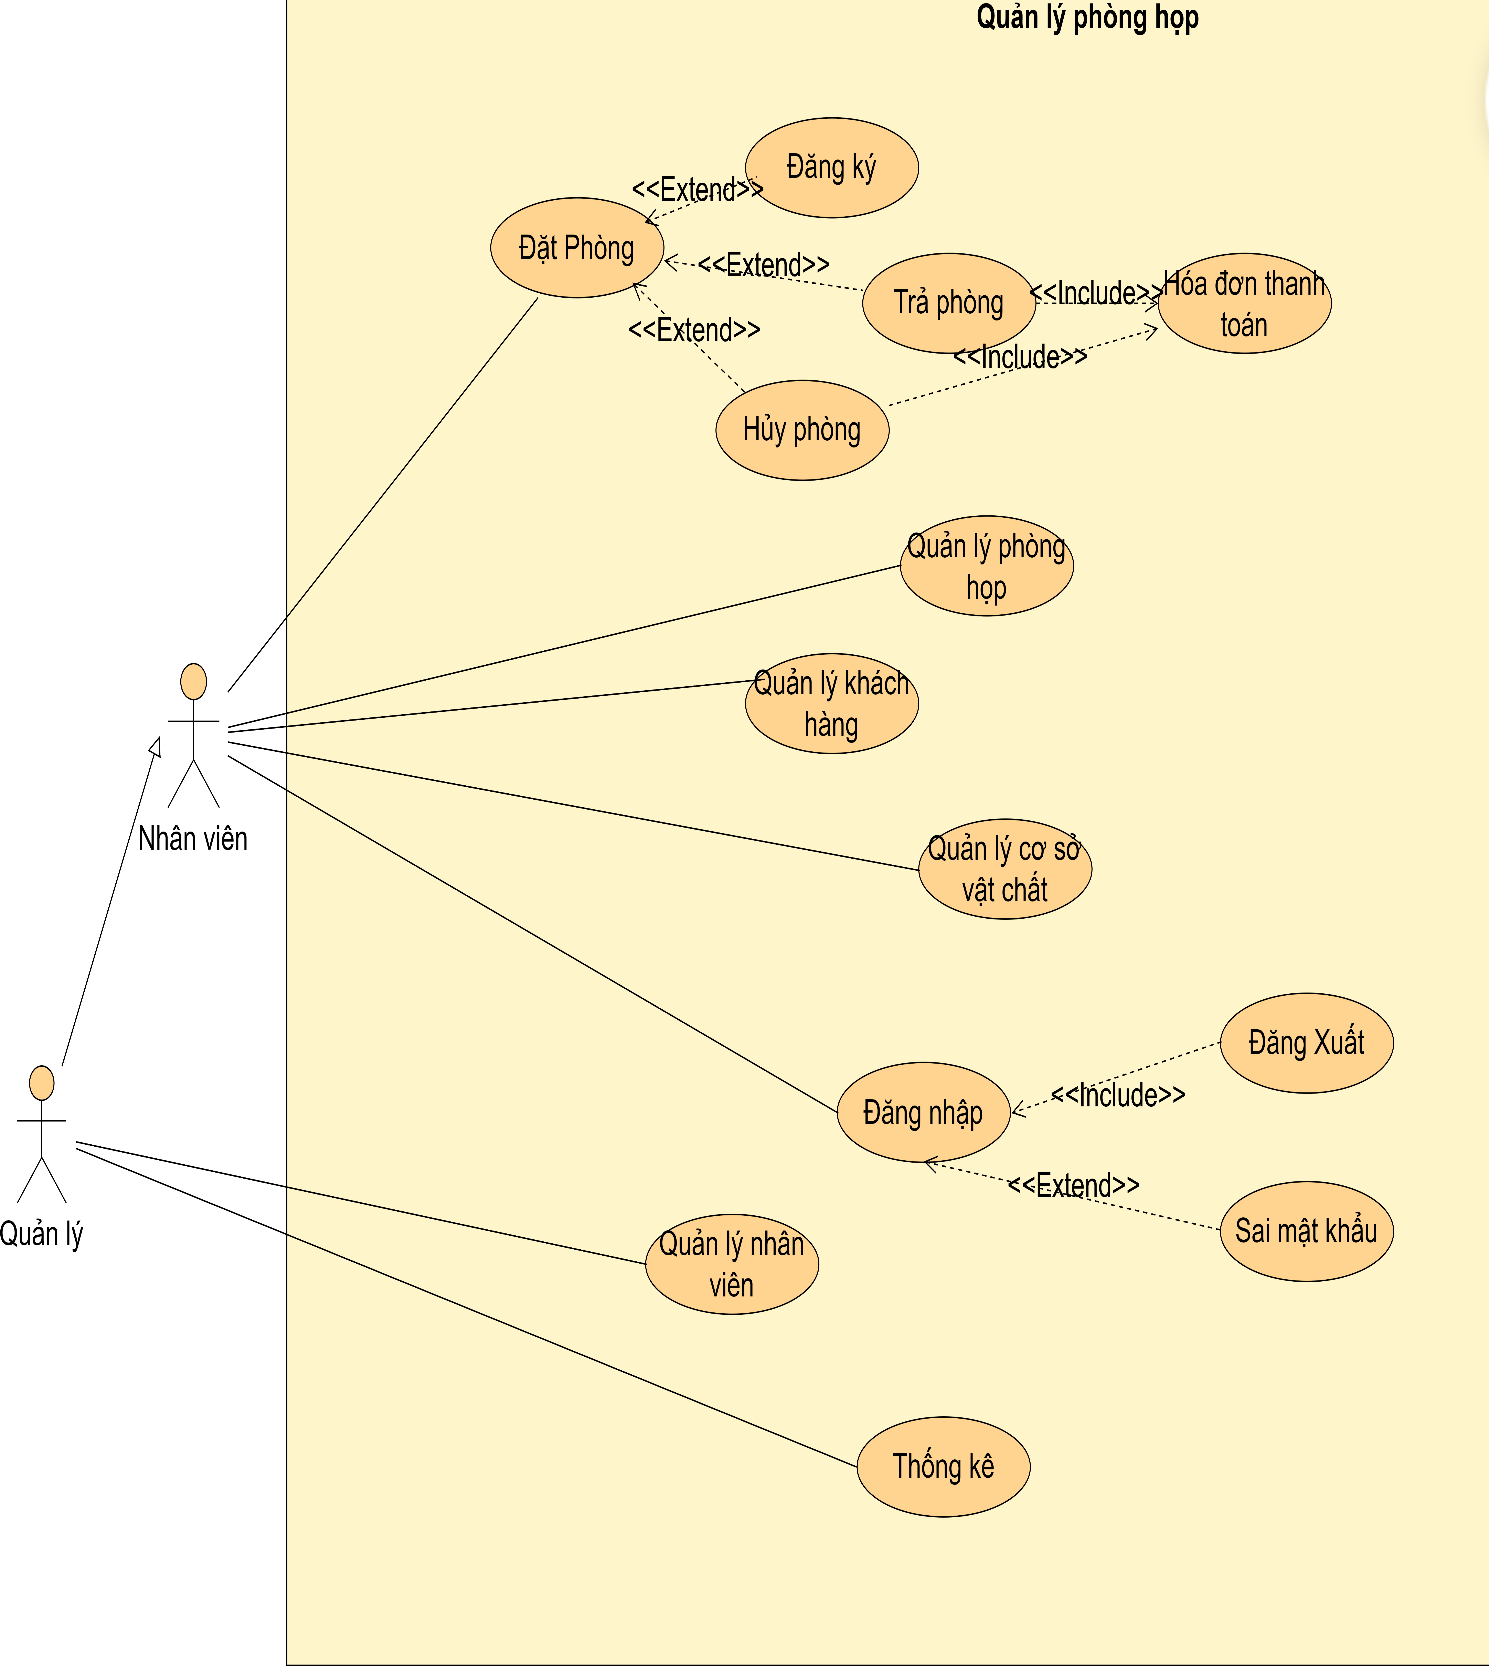 Quản lý phòng họp
Đăng ký
<<Extend>>
Đặt Phòng
<<Extend>>
Trả phòng
<<Include>>
Hóa đơn thanh
toán
<<Extend>>
<<Include>>
Hủy phòng
Quản lý phòng
họp
Quản lý khách
hàng
Nhân viên
Quản lý cơ sở
vật chất
Đăng Xuất
<<Include>>
Đăng nhập
<<Extend>>
Sai mật khẩu
Quản lý
Quản lý nhân
viên
Thống kê